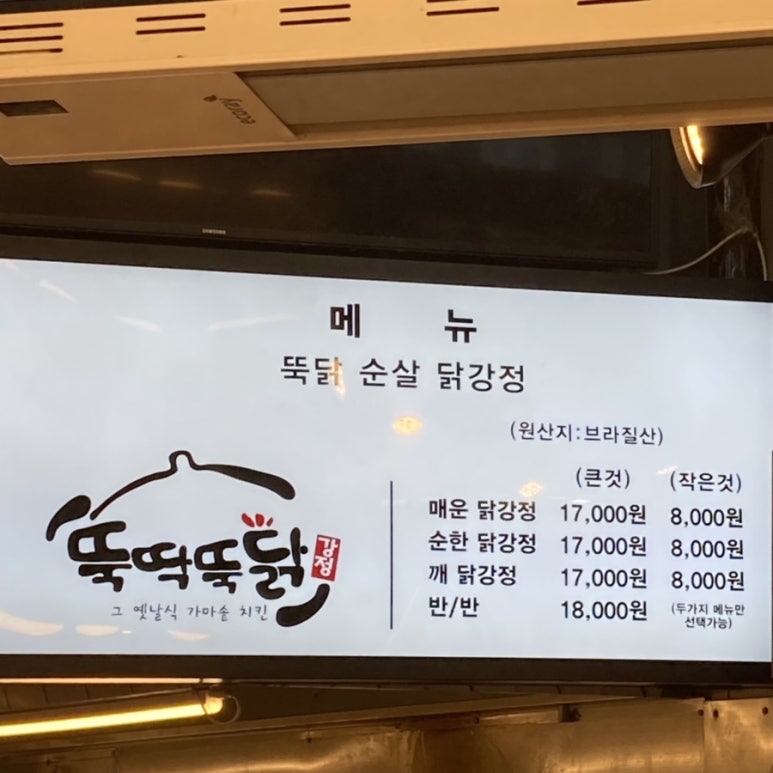 ecoray
SAMSUNG
메 뉴
뚝닭 순살 닭강정
(원산지:브라질산)
(큰것) (작은것)
매운 닭강정 17,000원 8,000원
순한 닭강정 17,000원 8,000원
깨 닭강정 17,000원 8,000원
반/반 18,000원 (두가지 메뉴만
선택가능)
뚝딱뚝닭 강정
그 옛날식 가마솥 치킨